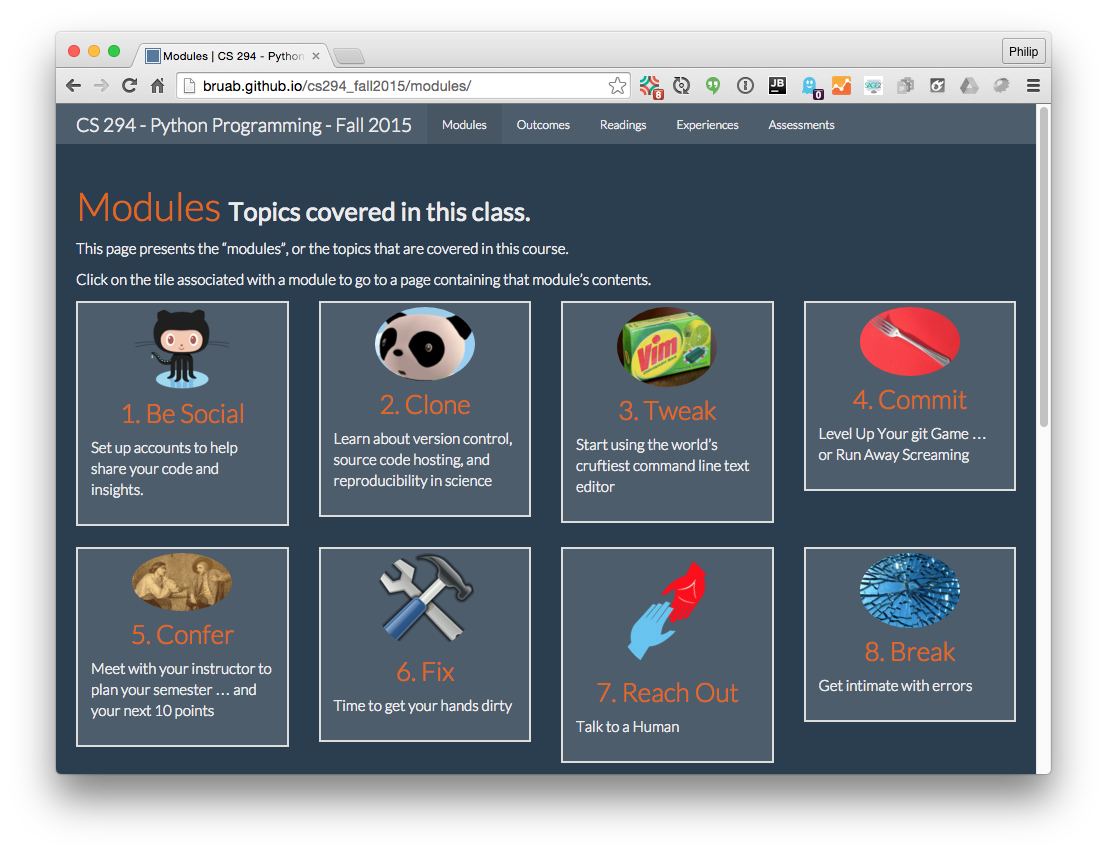 Modules | CS 294 - Python
Philip
bruab.github.io/cs294_fall2015/modules/
8
JB
0
CS 294 - Python Programming - Fall 2015
Modules
Outcomes
Readings
Experiences
Assessments
Modules Topics covered in this class.
This page presents the “modules”, or the topics that are covered in this course.
Click on the tile associated with a module to go to a page containing that module’s contents.
1. Be Social
Set up accounts to help
share your code and
insights.
2. Clone
Learn about version control,
source code hosting, and
reproducibility in science
Vim
3. Tweak
Start using the world’s
cruftiest command line text
editor
4. Commit
Level Up Your git Game …
or Run Away Screaming
5. Confer
Meet with your instructor to
plan your semester … and
your next 10 points
6. Fix
Time to get your hands dirty
7. Reach Out
Talk to a Human
8. Break
Get intimate with errors